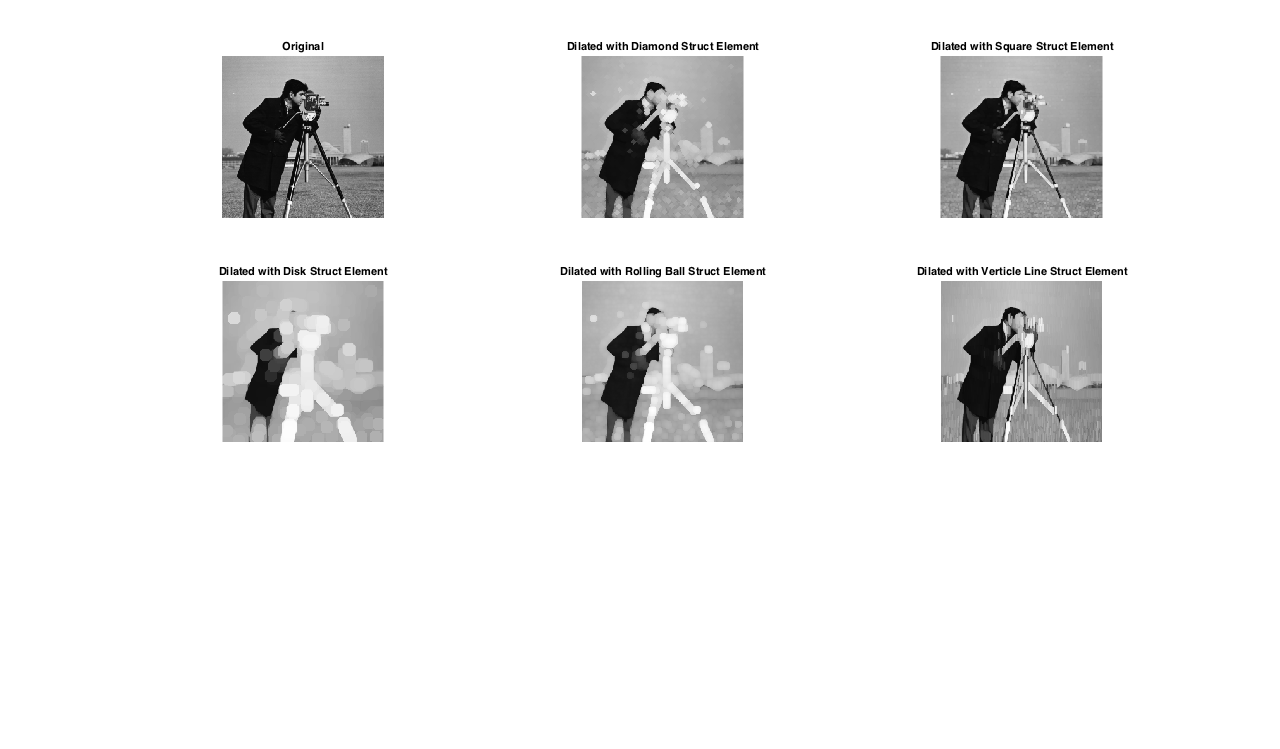 Original
Dilated with Diamond Struct Element
Dilated with Square Struct Element
Dilated with Disk Struct Element
Dilated with Rolling Ball Struct Element
Dilated with Verticle Line Struct Element